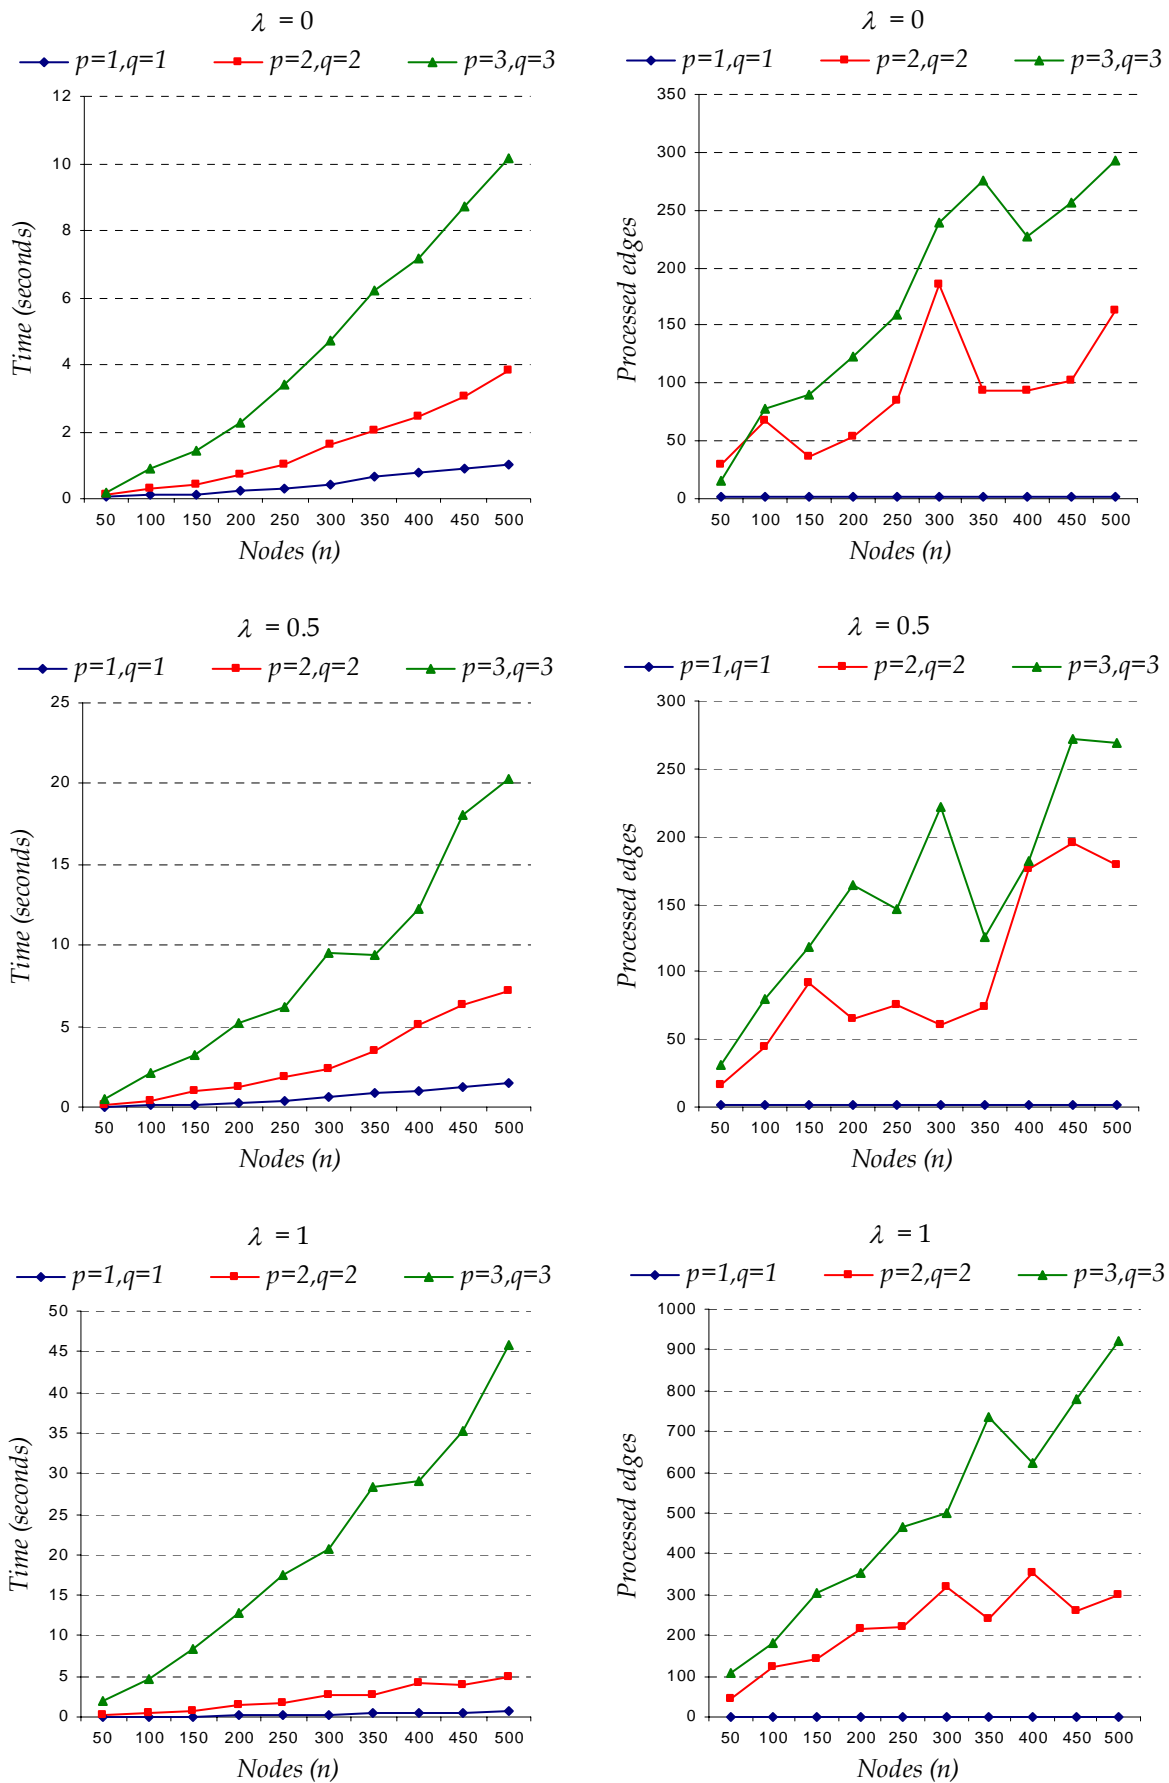 λ = 0
p=1,q=1 p=2,q=2 p=3,q=3
12
10
8
6
4
2
0
Time (seconds)
50 100 150 200 250 300 350 400 450 500
Nodes (n)
λ = 0
p=1,q=1 p=2,q=2 p=3,q=3
350
300
250
200
150
100
50
0
Processed edges
50 100 150 200 250 300 350 400 450 500
Nodes (n)
λ = 0.5
p=1,q=1 p=2,q=2 p=3,q=3
25
20
15
10
5
0
Time (seconds)
50 100 150 200 250 300 350 400 450 500
Nodes (n)
λ = 0.5
p=1,q=1 p=2,q=2 p=3,q=3
300
250
200
150
100
50
0
Processed edges
50 100 150 200 250 300 350 400 450 500
Nodes (n)
λ = 1
p=1,q=1 p=2,q=2 p=3,q=3
50
45
40
35
30
25
20
15
10
5
0
Time (seconds)
50 100 150 200 250 300 350 400 450 500
Nodes (n)
λ = 1
p=1,q=1 p=2,q=2 p=3,q=3
1000
900
800
700
600
500
400
300
200
100
0
Processed edges
50 100 150 200 250 300 350 400 450 500
Nodes (n)